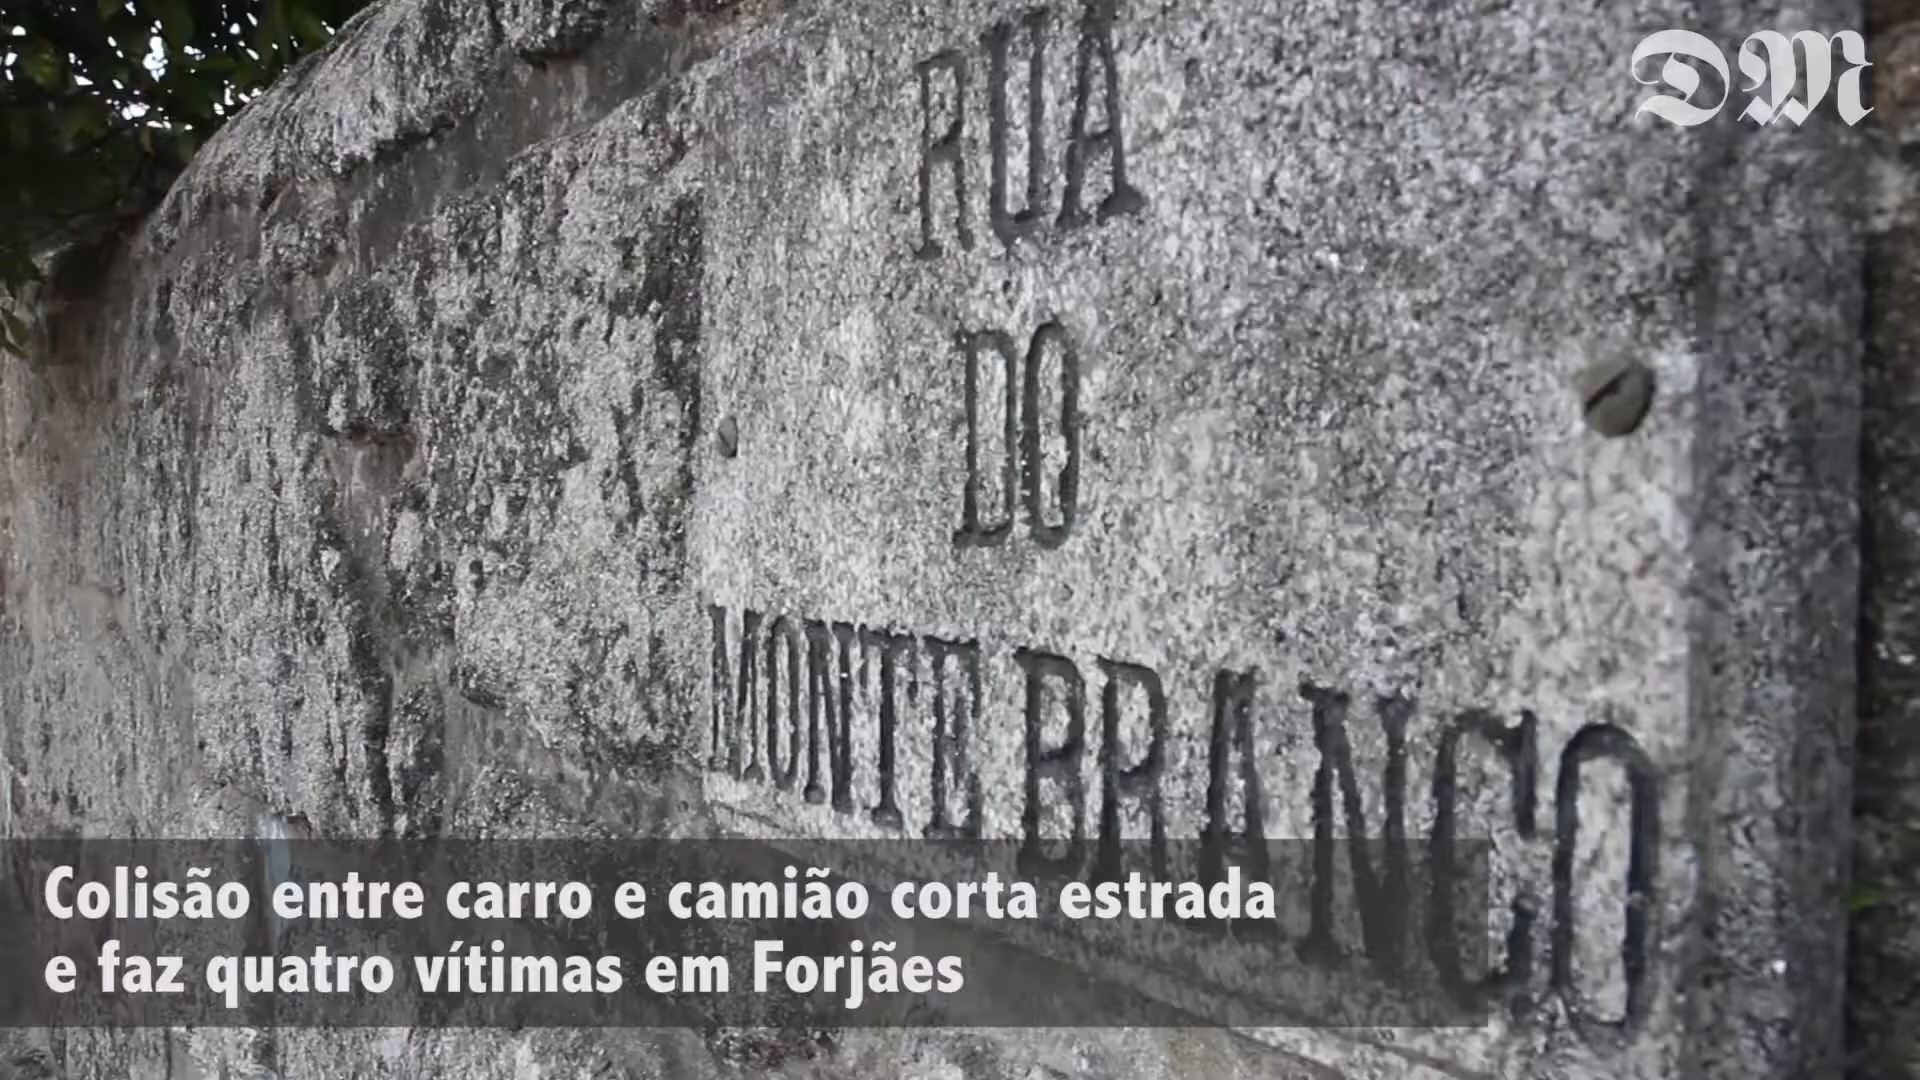 DM
RUA
DO
MONTE BRANCO
Colisão entre carro e camião corta estrada
e faz quatro vítimas em Forjães